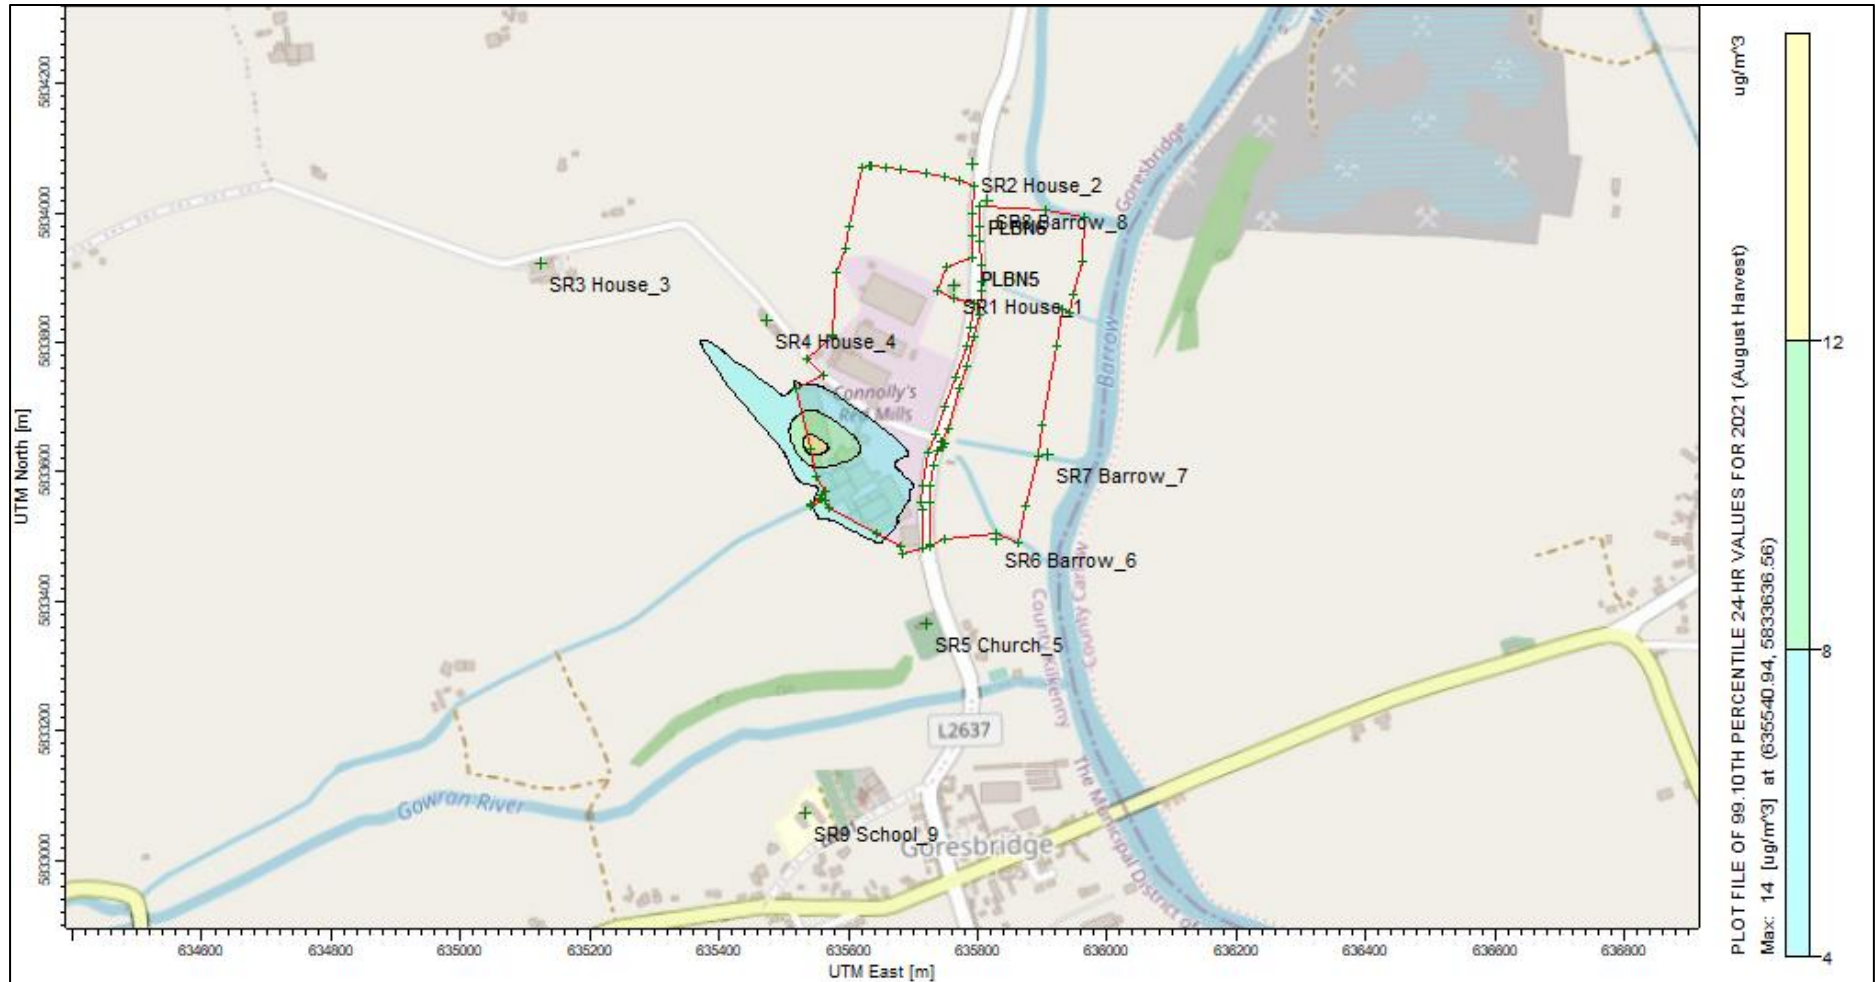 SR2 House_2
SR8 Barrow_8
PLBN5
SR1 House_1
SR3 House_3
SR4 House_4
Connolly's
Red Mills
SR7 Barrow_7
SR6 Barrow_6
SR5 Church_5
SR9 School_9
L2637
Goresbridge
Goresbridge
Barrow
County Carlow
County Kilkenny
The Municipal District of
Gowran River
UTM North [m]
5834200
5834000
5833800
5833600
5833400
5833200
5833000
634600
634800
635000
635200
635400
635600
635800
636000
636200
636400
636600
636800
UTM East [m]
PLOT FILE OF 99.10TH PERCENTILE 24-HR VALUES FOR 2021 (August Harvest)
ug/m^3
Max: 14 [ug/m^3] at (635540.94, 5833636.56)
12
8
4